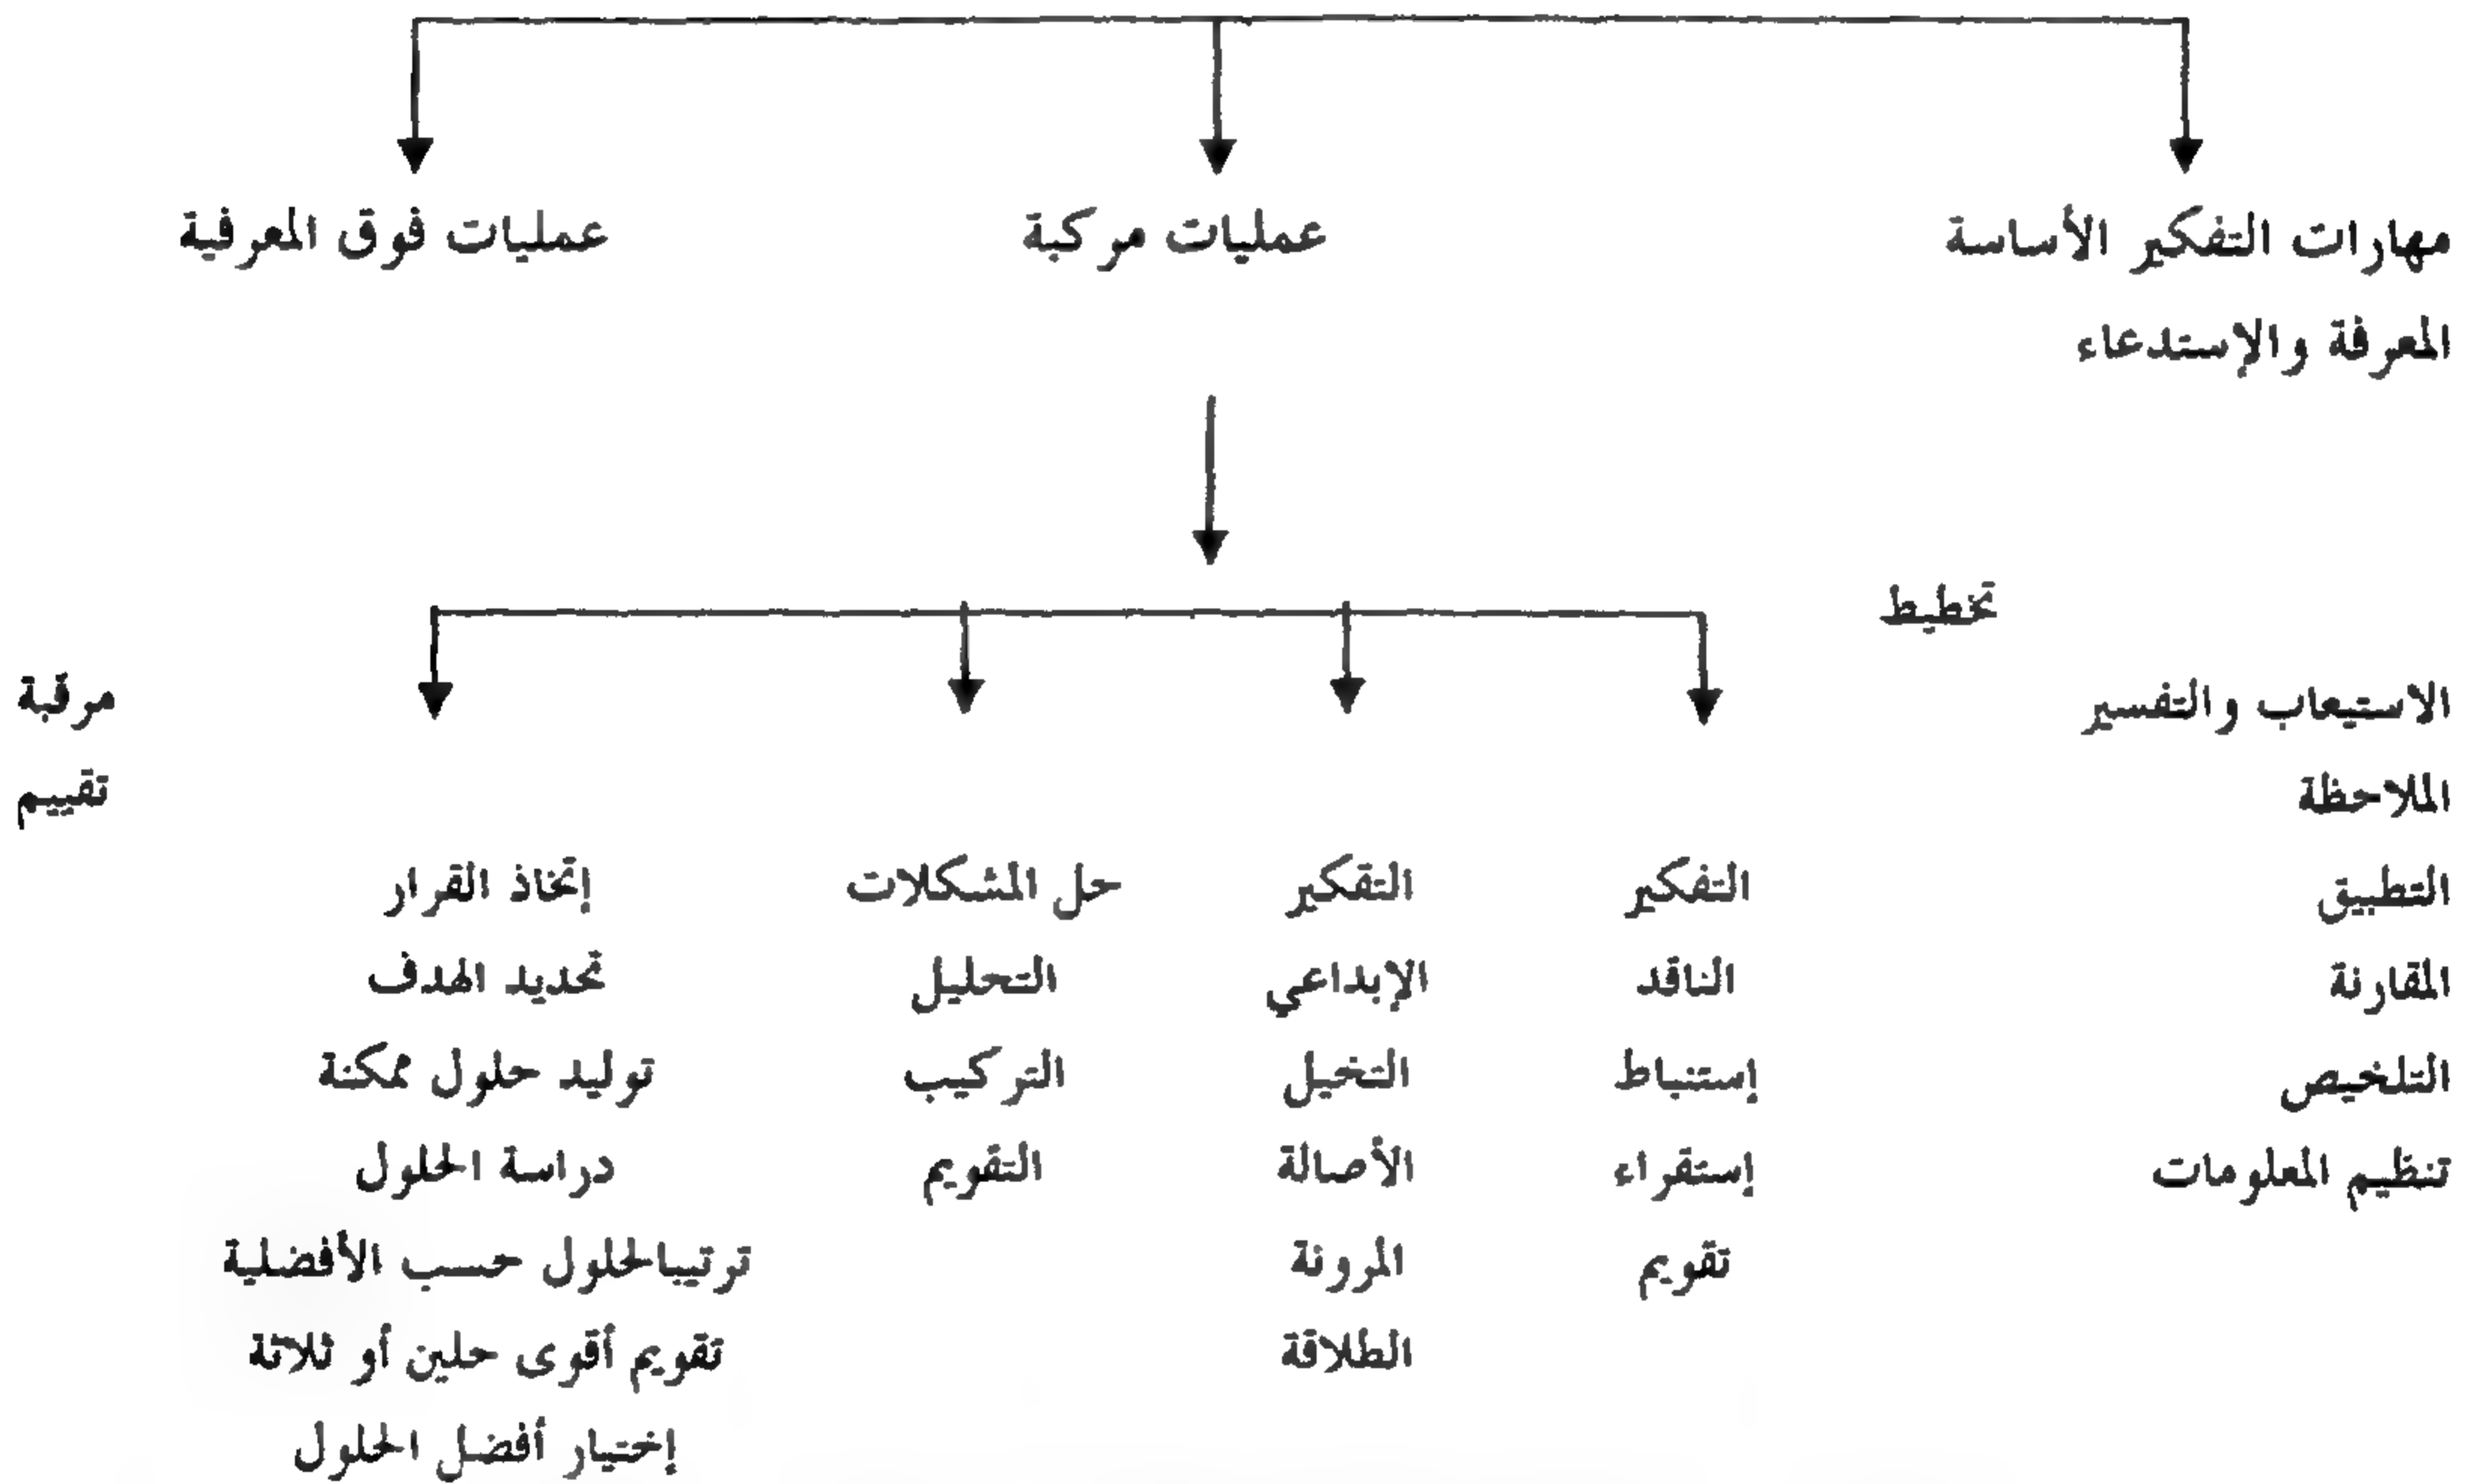 مهارات التفكير الأساسة
المعرفة والإستدعاء
عمليات مركبة
عمليات فوق المعرفية
تخطيط
الاستيعاب والتفسير
الملاحظة
التطبيق
المقارنة
التلخيص
تنظيم المعلومات
التفكير
الناقد
إستنباط
إستقراء
تقويم
التفكير
الإبداعي
التخيل
الأصالة
المرونة
الطلاقة
حل المشكلات
التحليل
التركيب
التقويم
إتخاذ القرار
تحديد الهدف
توليد حلول ممكنة
دراسة الحلول
ترتيباحلول حسب الأفضلية
تقويم أقوى حلين أو ثلاثة
إختيار أفضل الحلول
مرقبة
تقييم